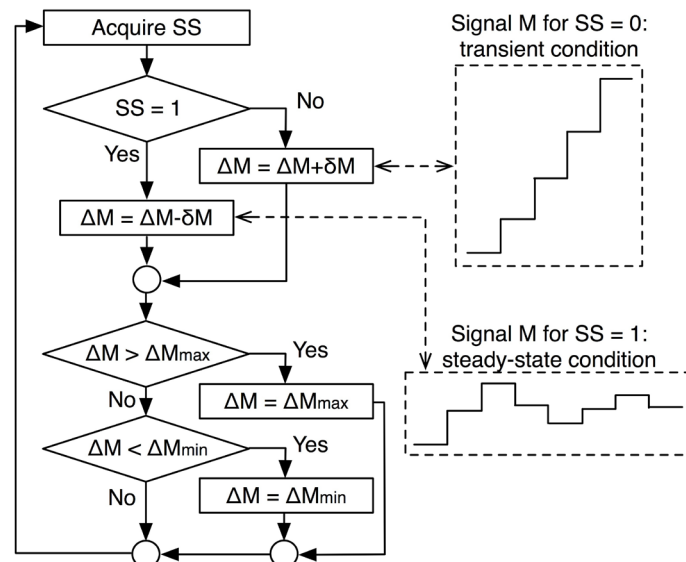 Acquire SS
SS = 1
No
Yes
ΔM = ΔM+δM
ΔM = ΔM-δM
ΔM > ΔMmax
Yes
No
ΔM = ΔMmax
ΔM < ΔMmin
Yes
No
ΔM = ΔMmin
Signal M for SS = 0:
transient condition
Signal M for SS = 1:
steady-state condition